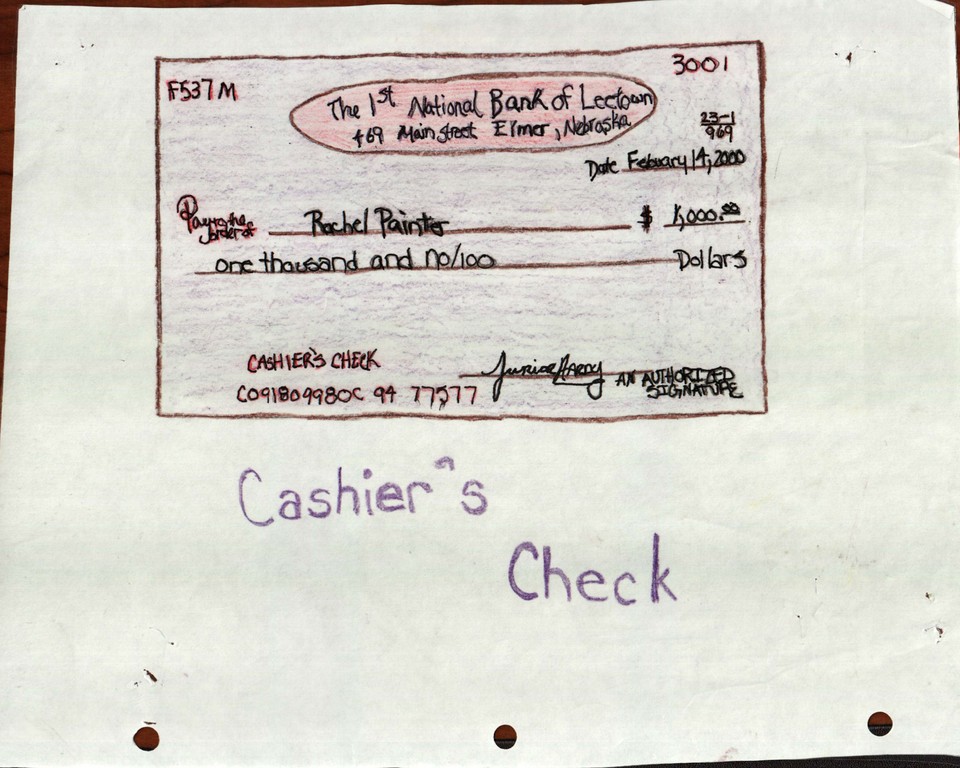 F537M
3001
The 1st National Bank of Leetown
469 Main Street Elmer, Nebraska
23-1
969
Date Febuary 14, 2000
Pay to the order of Rachel Painter $ 1,000.00
one thousand and no/100 Dollars
CASHIER'S CHECK
AN AUTHORIZED SIGNATURE
C09180998OC 94 77577
Cashier's
Check